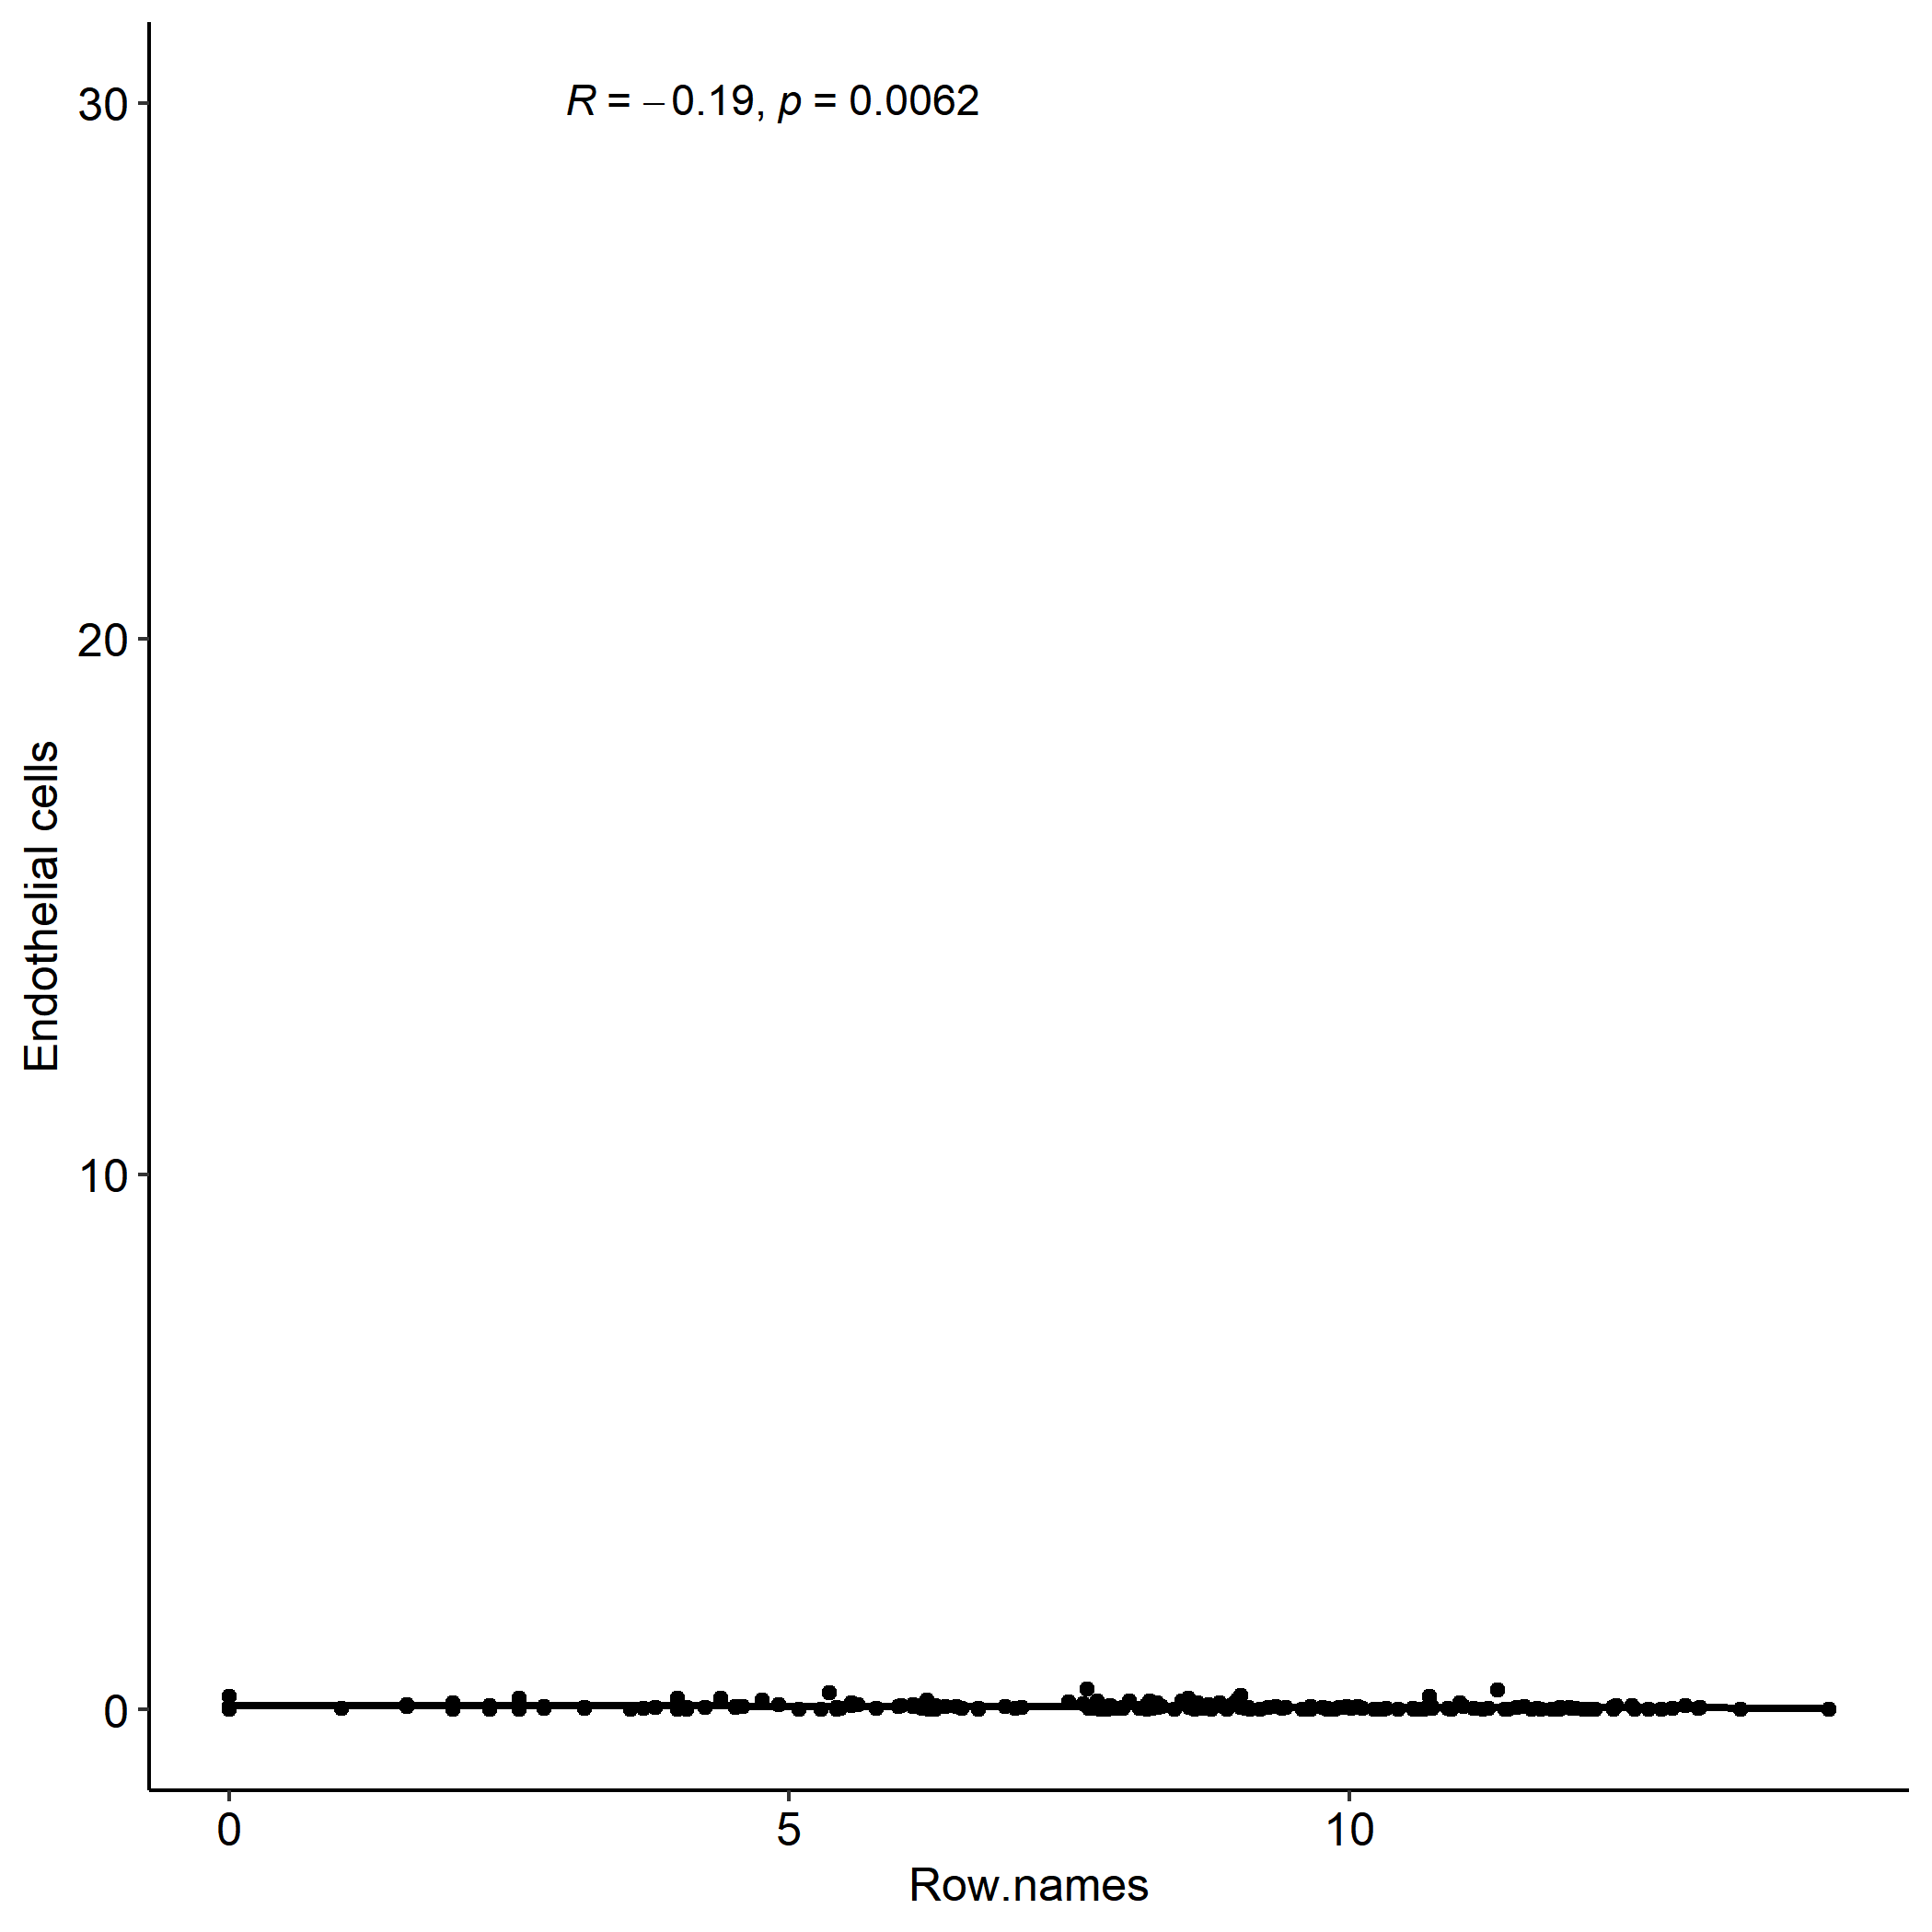 R = −0.19, p = 0.0062
30
20
10
0
Endothelial cells
0 5 10
Row.names